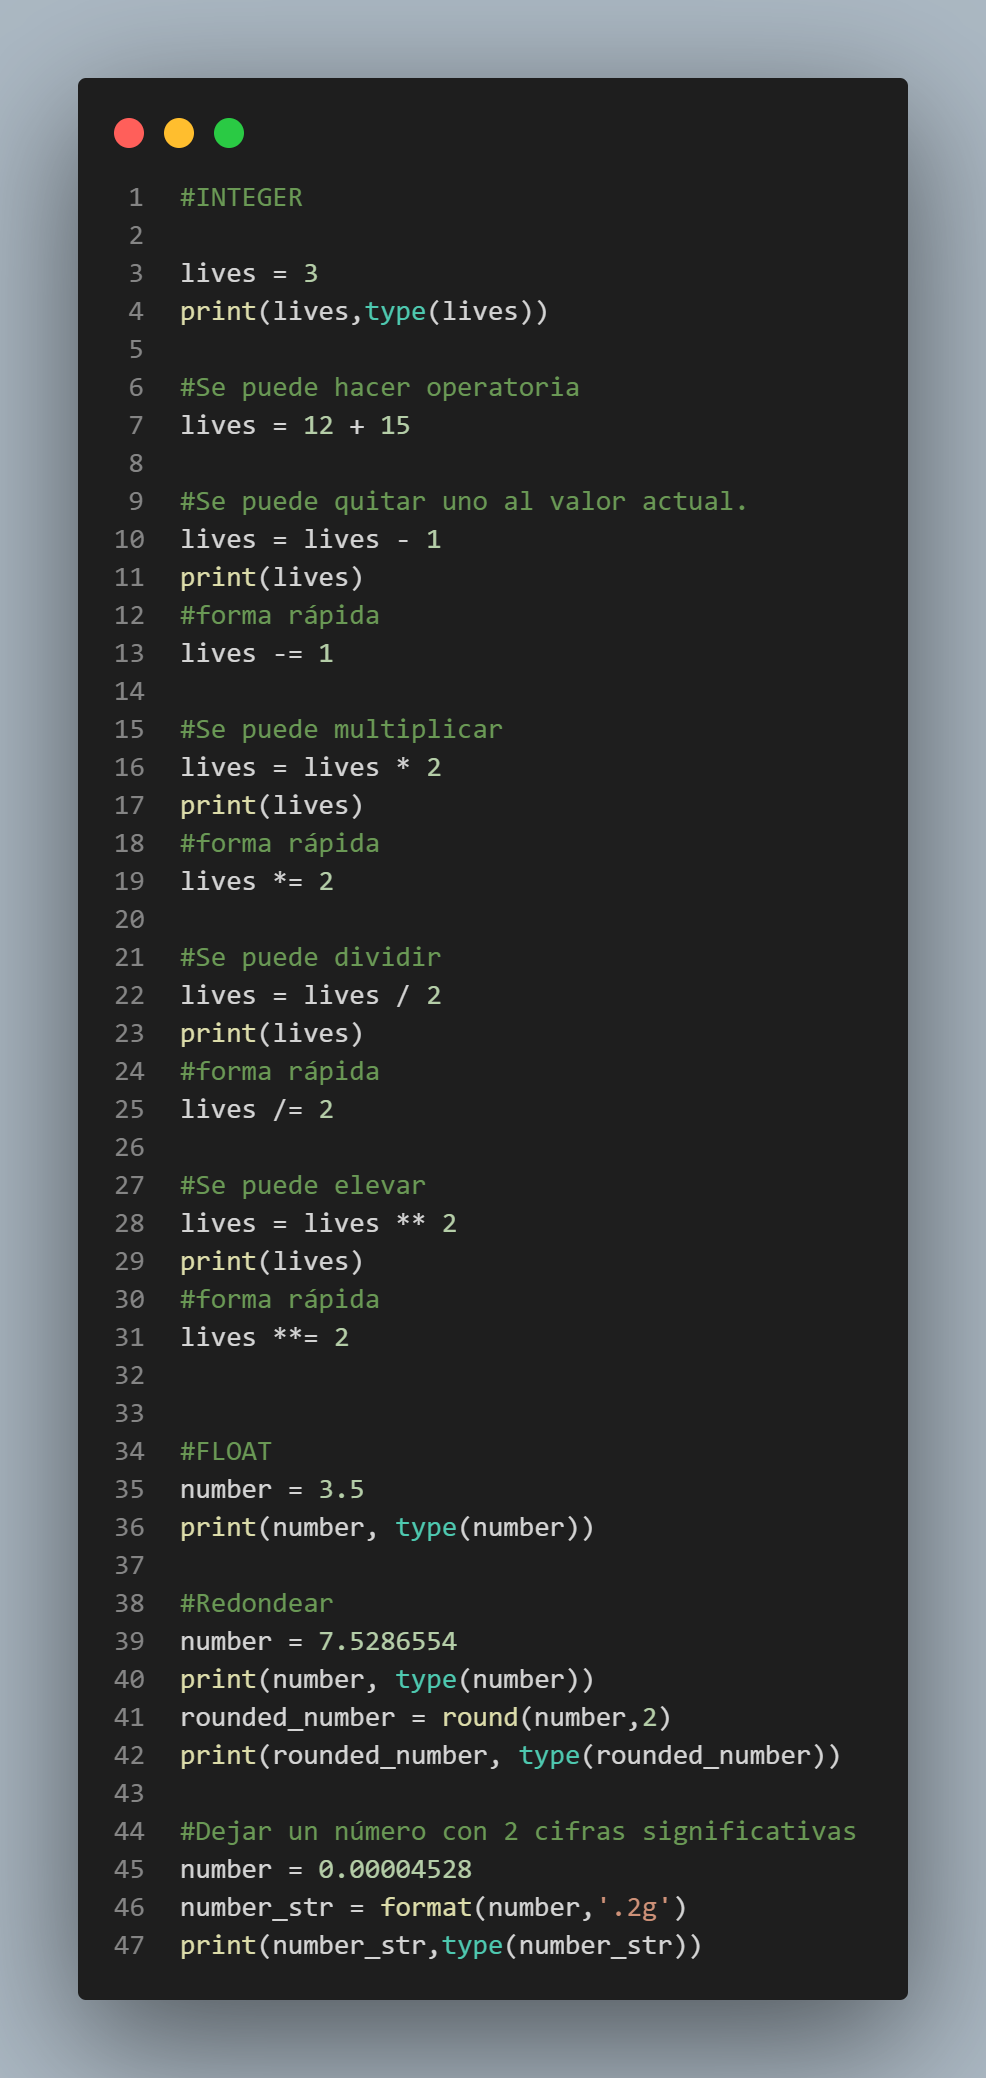 1 #INTEGER
2
3 lives = 3
4 print(lives,type(lives))
5
6 #Se puede hacer operatoria
7 lives = 12 + 15
8
9 #Se puede quitar uno al valor actual.
10 lives = lives - 1
11 print(lives)
12 #forma rápida
13 lives -= 1
14
15 #Se puede multiplicar
16 lives = lives * 2
17 print(lives)
18 #forma rápida
19 lives *= 2
20
21 #Se puede dividir
22 lives = lives / 2
23 print(lives)
24 #forma rápida
25 lives /= 2
26
27 #Se puede elevar
28 lives = lives ** 2
29 print(lives)
30 #forma rápida
31 lives **= 2
32
33
34 #FLOAT
35 number = 3.5
36 print(number, type(number))
37
38 #Redondear
39 number = 7.5286554
40 print(number, type(number))
41 rounded_number = round(number,2)
42 print(rounded_number, type(rounded_number))
43
44 #Dejar un número con 2 cifras significativas
45 number = 0.00004528
46 number_str = format(number,'.2g')
47 print(number_str,type(number_str))